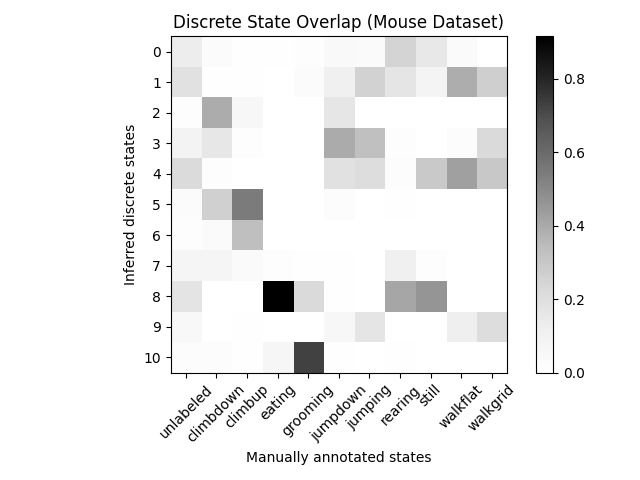 Discrete State Overlap (Mouse Dataset)
Inferred discrete states
0
1
2
3
4
5
6
7
8
9
10
unlabeled
climbdown
climbup
eating
grooming
jumpdown
jumping
rearing
still
walkflat
walkgrid
Manually annotated states
0.8
0.6
0.4
0.2
0.0